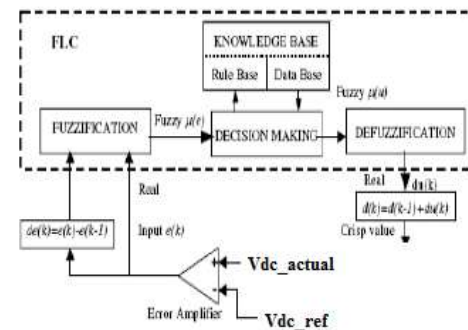 FLC
KNOWLEDGE BASE
Rule Base
Data Base
Fuzzy μ(u)
Fuzzy μ(e)
FUZZIFICATION
DECISION MAKING
DEFUZZIFICATION
Real
Real
du(k)
de(k)=e(k)-e(k-1)
Input e(k)
d(k)=d(k-1)+du(k)
Crisp value
+
Vdc_actual
-
Vdc_ref
Error Amplifier